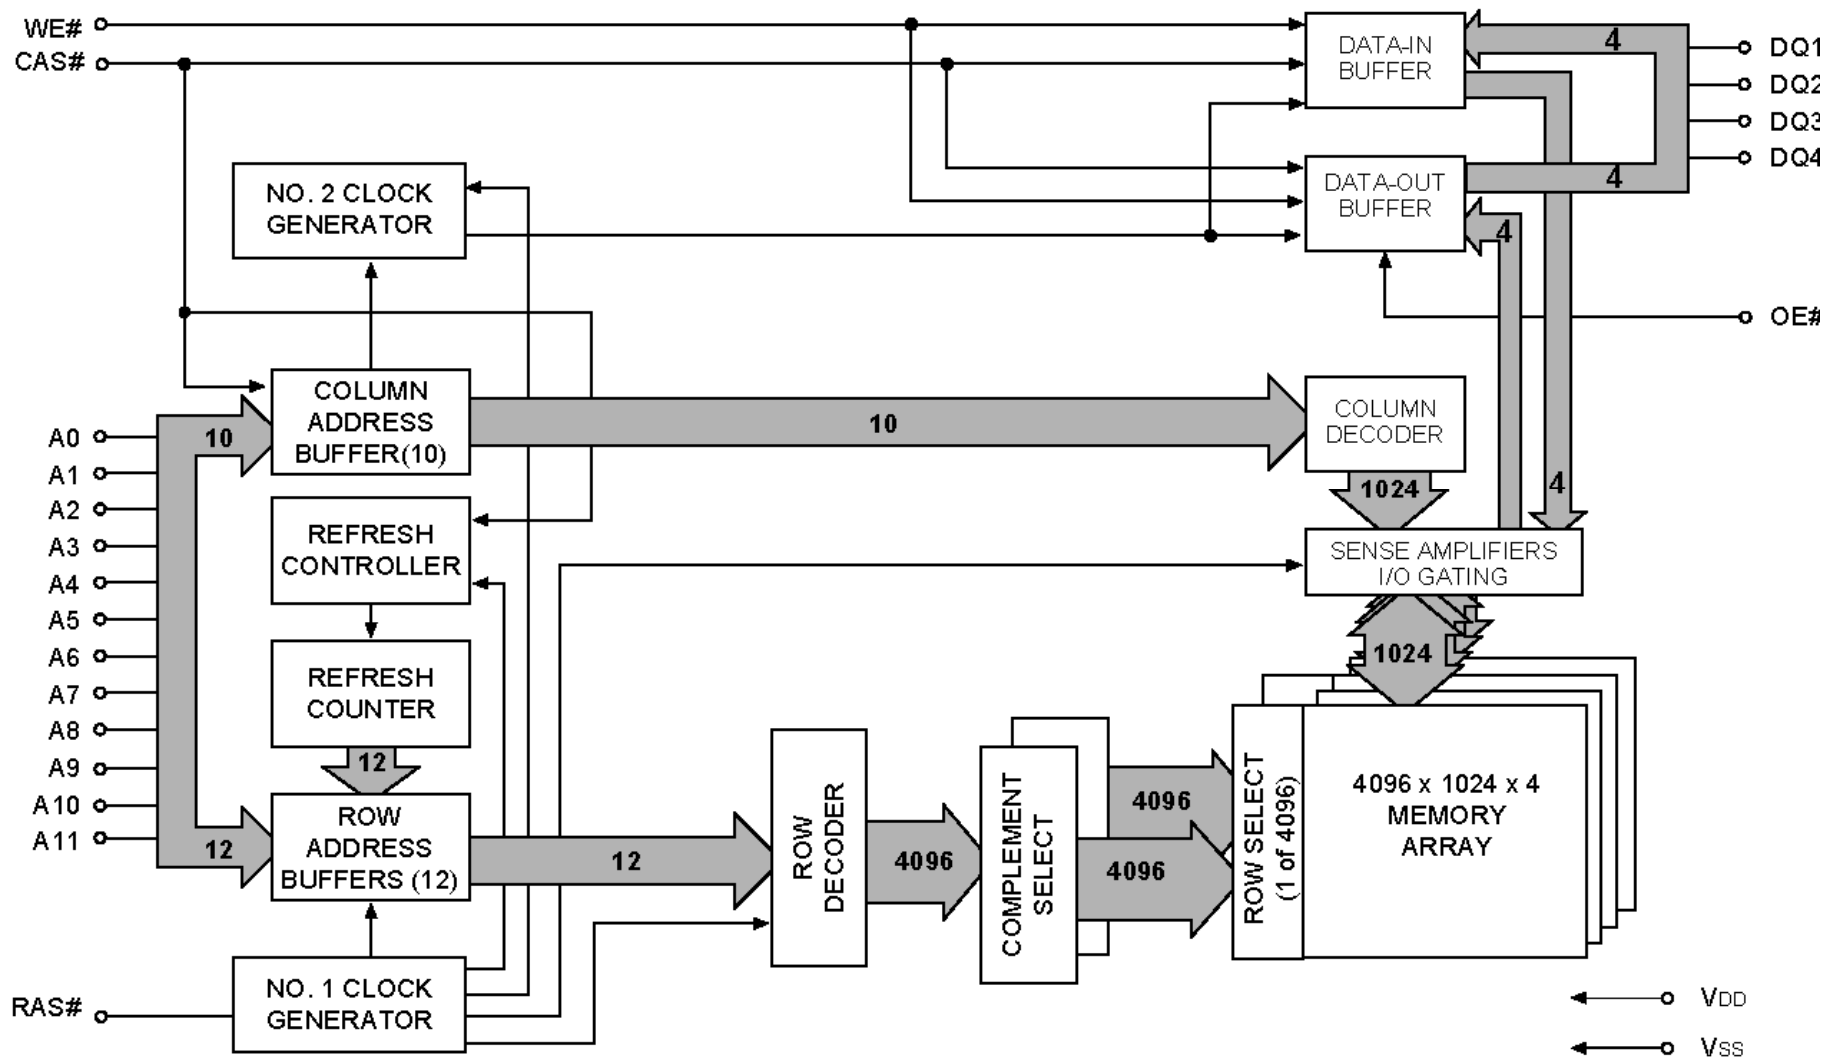 WE#
CAS#
DATA-IN
BUFFER
4
DQ1
DQ2
DQ3
DQ4
NO. 2 CLOCK
GENERATOR
DATA-OUT
BUFFER
4
4
OE#
COLUMN
ADDRESS
BUFFER(10)
10
10
COLUMN
DECODER
1024
4
A0
A1
A2
A3
A4
A5
A6
A7
A8
A9
A10
A11
REFRESH
CONTROLLER
SENSE AMPLIFIERS
I/O GATING
1024
REFRESH
COUNTER
12
ROW
ADDRESS
BUFFERS (12)
12
12
ROW
DECODER
4096
COMPLEMENT
SELECT
4096
4096
ROW SELECT
(1 of 4096)
4096 x 1024 x 4
MEMORY
ARRAY
RAS#
NO. 1 CLOCK
GENERATOR
VDD
VSS